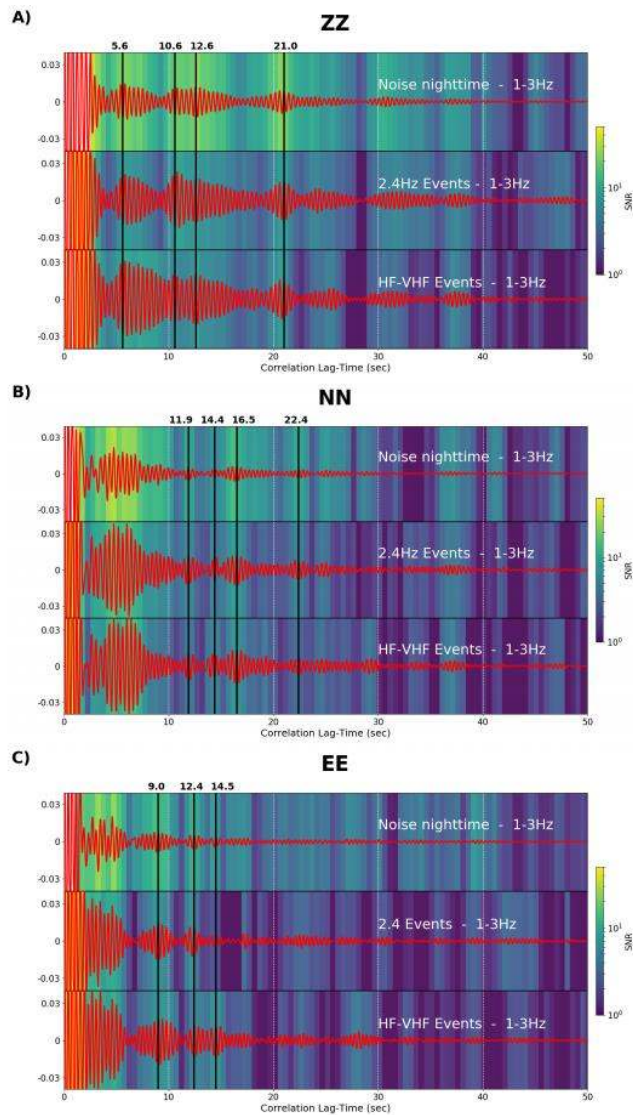 A)
ZZ
5.6 10.6 12.6 21.0
0.03
Noise nighttime - 1-3Hz
0
-0.03
0.03
2.4Hz Events - 1-3Hz
0
-0.03
0.03
HF-VHF Events - 1-3Hz
0
-0.03
0 10 20 30 40 50
Correlation Lag-Time (sec)
10¹
SNR
10⁰
B)
NN
11.9 14.4 16.5 22.4
0.03
Noise nighttime - 1-3Hz
0
-0.03
0.03
2.4Hz Events - 1-3Hz
0
-0.03
0.03
HF-VHF Events - 1-3Hz
0
-0.03
0 10 20 30 40 50
Correlation Lag-Time (sec)
10¹
SNR
10⁰
C)
EE
9.0 12.4 14.5
0.03
Noise nighttime - 1-3Hz
0
-0.03
0.03
2.4 Events - 1-3Hz
0
-0.03
0.03
HF-VHF Events - 1-3Hz
0
-0.03
0 10 20 30 40 50
Correlation Lag-Time (sec)
10¹
SNR
10⁰